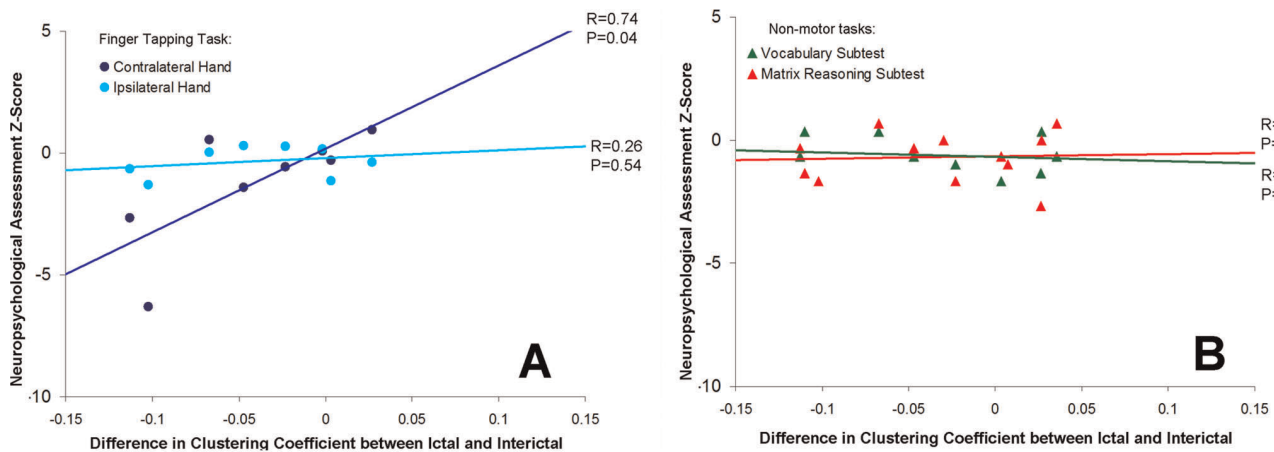 5
0
-5
-10
Neuropsychological Assessment Z-Score
Finger Tapping Task:
Contralateral Hand
Ipsilateral Hand
R=0.74
P=0.04
R=0.26
P=0.54
A
-0.15 -0.1 -0.05 0 0.05 0.1 0.15
Difference in Clustering Coefficient between Ictal and Interictal
5
0
-5
-10
Neuropsychological Assessment Z-Score
Non-motor tasks:
Vocabulary Subtest
Matrix Reasoning Subtest
R=
P=
R=
P=
B
-0.15 -0.1 -0.05 0 0.05 0.1 0.15
Difference in Clustering Coefficient between Ictal and Interictal